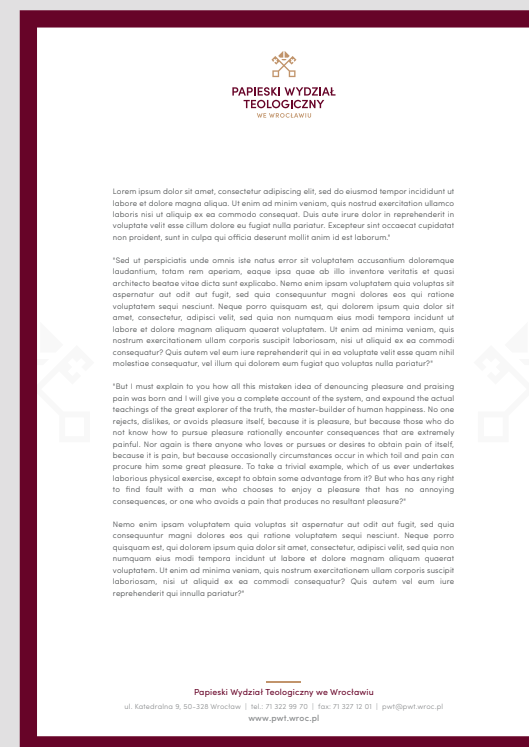 PAPIESKI WYDZIAŁ
TEOLOGICZNY
WE WROCŁAWIU
Lorem ipsum dolor sit amet, consectetur adipiscing elit, sed do eiusmod tempor incididunt ut
labore et dolore magna aliqua. Ut enim ad minim veniam, quis nostrud exercitation ullamco
laboris nisi ut aliquip ex ea commodo consequat. Duis aute irure dolor in reprehenderit in
voluptate velit esse cillum dolore eu fugiat nulla pariatur. Excepteur sint occaecat cupidatat
non proident, sunt in culpa qui officia deserunt mollit anim id est laborum."
"Sed ut perspiciatis unde omnis iste natus error sit voluptatem accusantium doloremque
laudantium, totam rem aperiam, eaque ipsa quae ab illo inventore veritatis et quasi
architecto beatae vitae dicta sunt explicabo. Nemo enim ipsam voluptatem quia voluptas sit
aspernatur aut odit aut fugit, sed quia consequuntur magni dolores eos qui ratione
voluptatem sequi nesciunt. Neque porro quisquam est, qui dolorem ipsum quia dolor sit
amet, consectetur, adipisci velit, sed quia non numquam eius modi tempora incidunt ut
labore et dolore magnam aliquam quaerat voluptatem. Ut enim ad minima veniam, quis
nostrum exercitationem ullam corporis suscipit laboriosam, nisi ut aliquid ex ea commodi
consequatur? Quis autem vel eum iure reprehenderit qui in ea voluptate velit esse quam nihil
molestiae consequatur, vel illum qui dolorem eum fugiat quo voluptas nulla pariatur?"
"But I must explain to you how all this mistaken idea of denouncing pleasure and praising
pain was born and I will give you a complete account of the system, and expound the actual
teachings of the great explorer of the truth, the master-builder of human happiness. No one
rejects, dislikes, or avoids pleasure itself, because it is pleasure, but because those who do
not know how to pursue pleasure rationally encounter consequences that are extremely
painful. Nor again is there anyone who loves or pursues or desires to obtain pain of itself,
because it is pain, but because occasionally circumstances occur in which toil and pain can
procure him some great pleasure. To take a trivial example, which of us ever undertakes
laborious physical exercise, except to obtain some advantage from it? But who has any right
to find fault with a man who chooses to enjoy a pleasure that has no annoying
consequences, or one who avoids a pain that produces no resultant pleasure?"
Nemo enim ipsam voluptatem quia voluptas sit aspernatur aut odit aut fugit, sed quia
consequuntur magni dolores eos qui ratione voluptatem sequi nesciunt. Neque porro
quisquam est, qui dolorem ipsum quia dolor sit amet, consectetur, adipisci velit, sed quia non
numquam eius modi tempora incidunt ut labore et dolore magnam aliquam quaerat
voluptatem. Ut enim ad minima veniam, quis nostrum exercitationem ullam corporis suscipit
laboriosam, nisi ut aliquid ex ea commodi consequatur? Quis autem vel eum iure
reprehenderit qui innulla pariatur?"
Papieski Wydział Teologiczny we Wrocławiu
ul. Katedralna 9, 50-328 Wrocław | tel.: 71 322 99 70 | fax: 71 327 12 01 | pwt@pwt.wroc.pl
www.pwt.wroc.pl